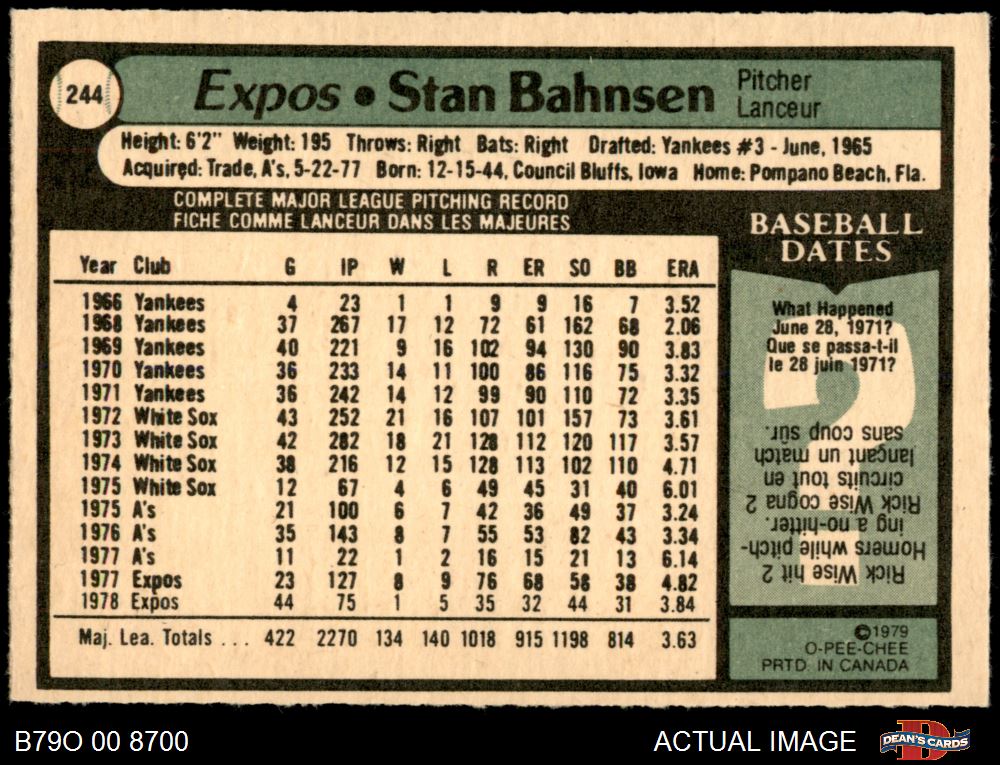 244
Expos • Stan Bahnsen
Pitcher
Lanceur
Height: 6'2" Weight: 195 Throws: Right Bats: Right Drafted: Yankees #3 - June, 1965
Acquired: Trade, A's, 5-22-77 Born: 12-15-44, Council Bluffs, Iowa Home: Pompano Beach, Fla.
COMPLETE MAJOR LEAGUE PITCHING RECORD
FICHE COMME LANCEUR DANS LES MAJEURES
Year Club G IP W L R ER SO BB ERA
1966 Yankees 4 23 1 1 9 9 16 7 3.52
1968 Yankees 37 267 17 12 72 61 162 68 2.06
1969 Yankees 40 221 9 16 102 94 130 90 3.83
1970 Yankees 36 233 14 11 100 86 116 75 3.32
1971 Yankees 36 242 14 12 99 90 110 72 3.35
1972 White Sox 43 252 21 16 107 101 157 73 3.61
1973 White Sox 42 282 18 21 128 112 120 117 3.57
1974 White Sox 38 216 12 15 128 113 102 110 4.71
1975 White Sox 12 67 4 6 49 45 31 40 6.01
1975 A's 21 100 6 7 42 36 49 37 3.24
1976 A's 35 143 8 7 55 53 82 43 3.34
1977 A's 11 22 1 2 16 15 21 13 6.14
1977 Expos 23 127 8 9 76 68 58 38 4.82
1978 Expos 44 75 1 5 35 32 44 31 3.84
Maj. Lea. Totals ... 422 2270 134 140 1018 915 1198 814 3.63
BASEBALL
DATES
What Happened
June 28, 1971?
Que se passa-t-il
le 28 juin 1971?
Rick Wise hit 2
Homers while pitch-
ing a no-hitter.
Rick Wise cogna 2
circuits tout en
lançant un match
sans coup sûr.
©1979
O-PEE-CHEE
PRTD. IN CANADA
B79O 00 8700
ACTUAL IMAGE
D
DEAN'S CARDS